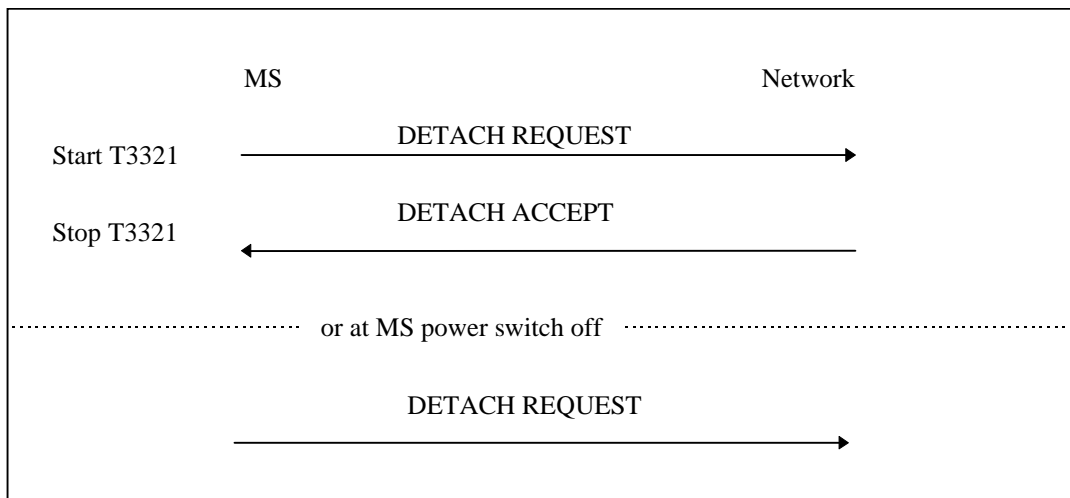 MS Network
Start T3321 DETACH REQUEST
DETACH ACCEPT
Stop T3321
or at MS power switch off
DETACH REQUEST